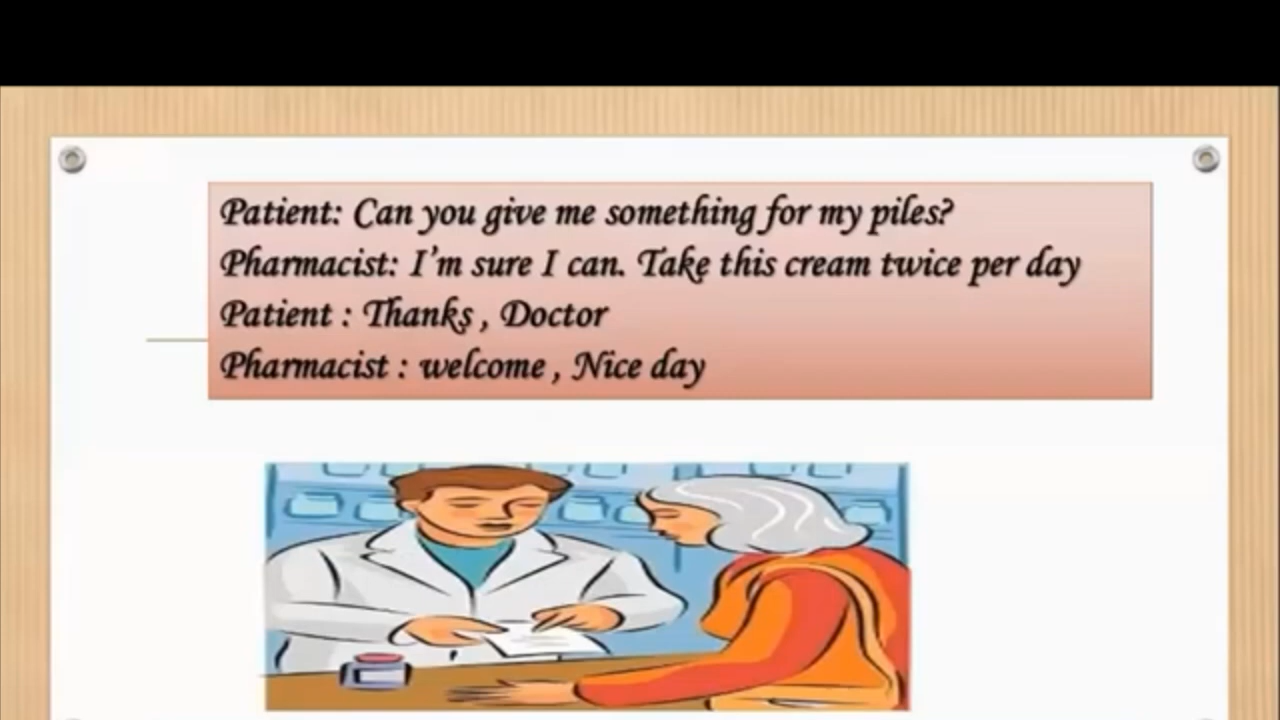 Patient: Can you give me something for my piles?
Pharmacist: I'm sure I can. Take this cream twice per day
Patient : Thanks , Doctor
Pharmacist : welcome , Nice day